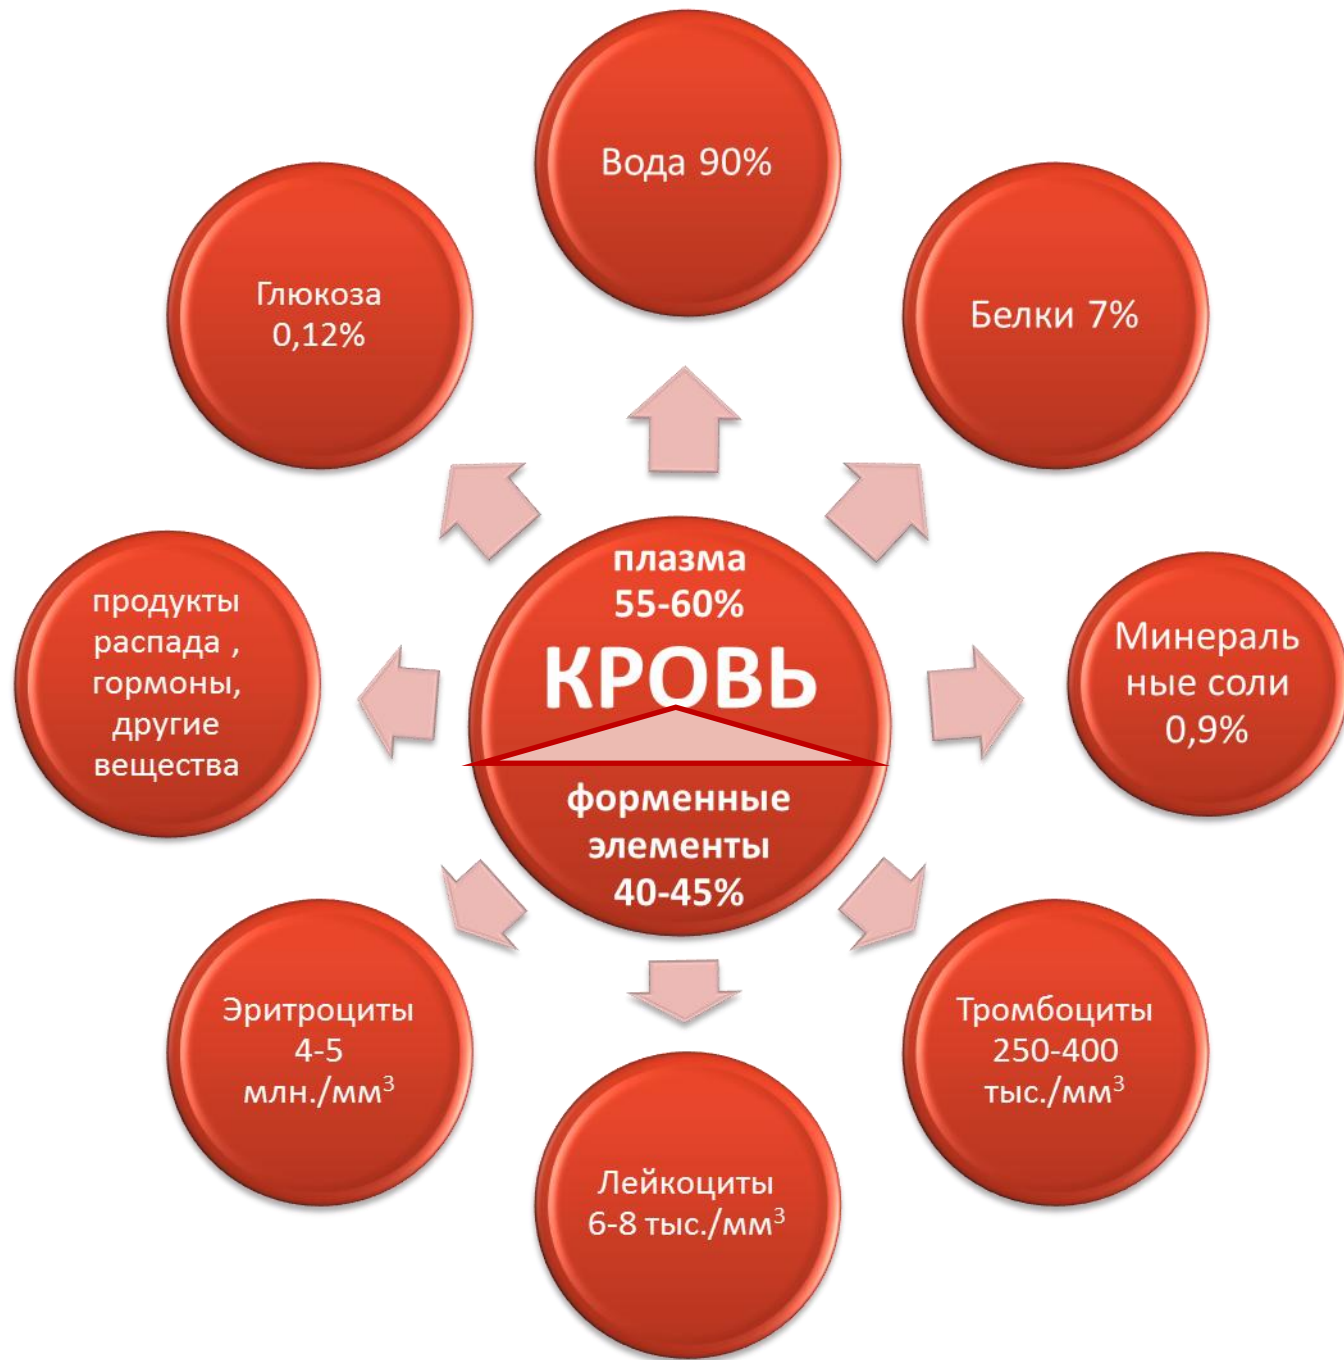 Вода 90%
Глюкоза
0,12%
Белки 7%
продукты
распада ,
гормоны,
другие
вещества
плазма
55-60%
КРОВЬ
форменные
элементы
40-45%
Минераль
ные соли
0,9%
Эритроциты
4-5
млн./мм³
Лейкоциты
6-8 тыс./мм³
Тромбоциты
250-400
тыс./мм³